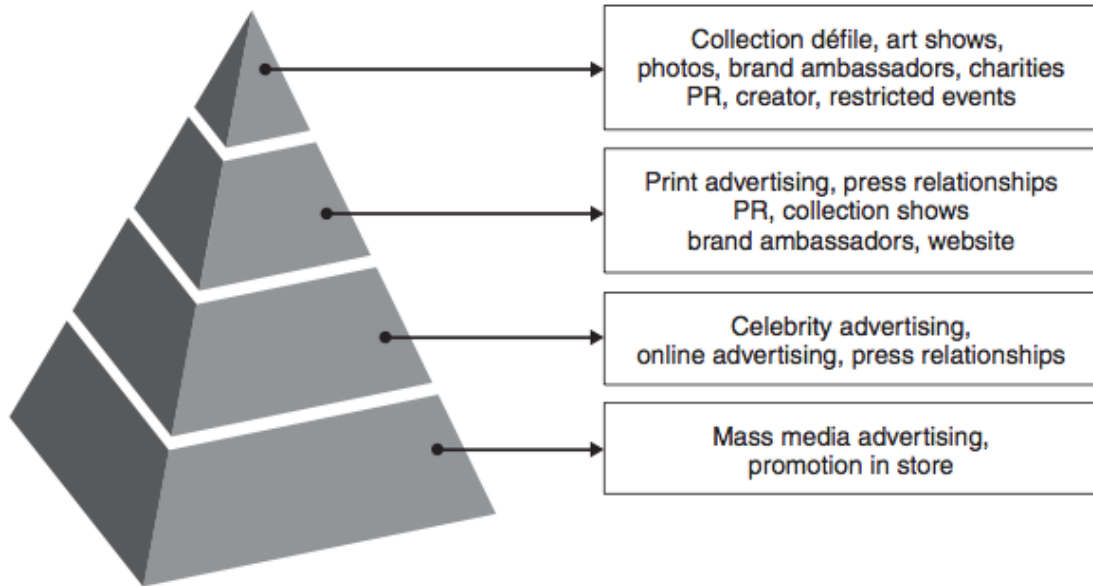 Collection défile, art shows,
photos, brand ambassadors, charities
PR, creator, restricted events
Print advertising, press relationships
PR, collection shows
brand ambassadors, website
Celebrity advertising,
online advertising, press relationships
Mass media advertising,
promotion in store